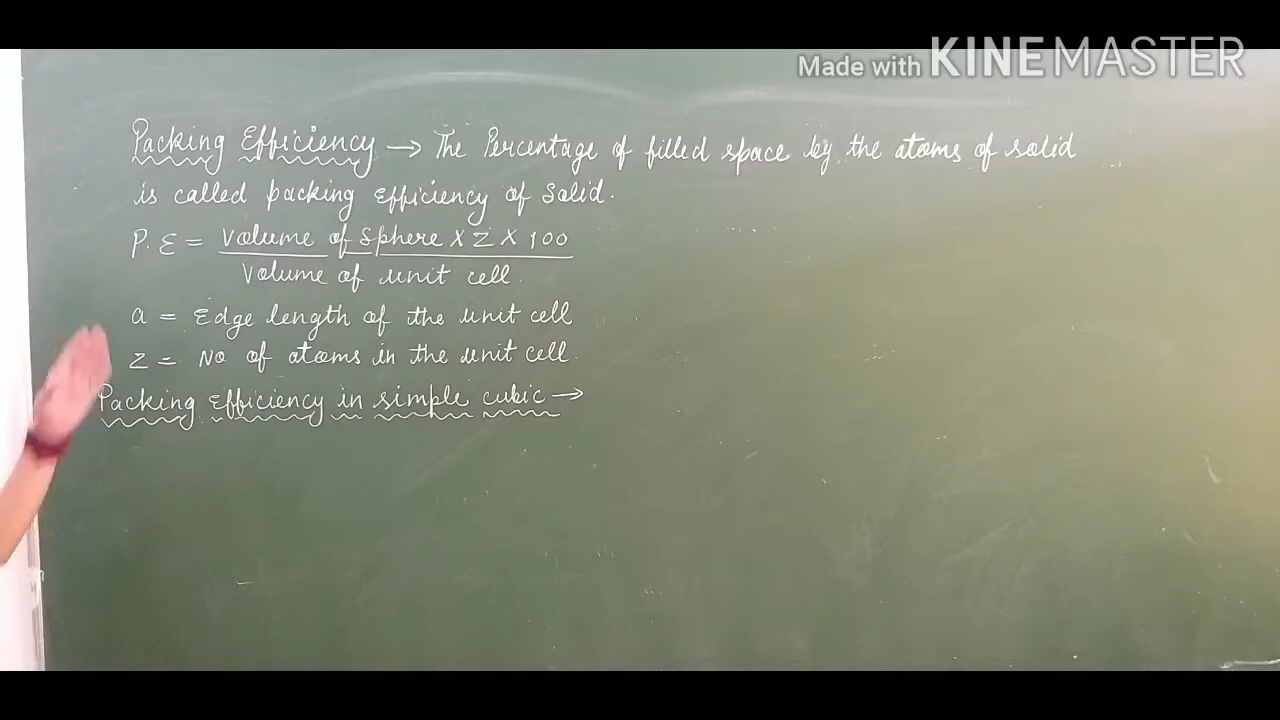 Made with KINEMASTER
Packing Efficiency → The Percentage of filled space by the atoms of solid
is called packing efficiency of solid.
P.E = Volume of Sphere X Z X 100
Volume of unit cell.
a = Edge length of the unit cell
Z = No of atoms in the unit cell.
Packing efficiency in simple cubic →